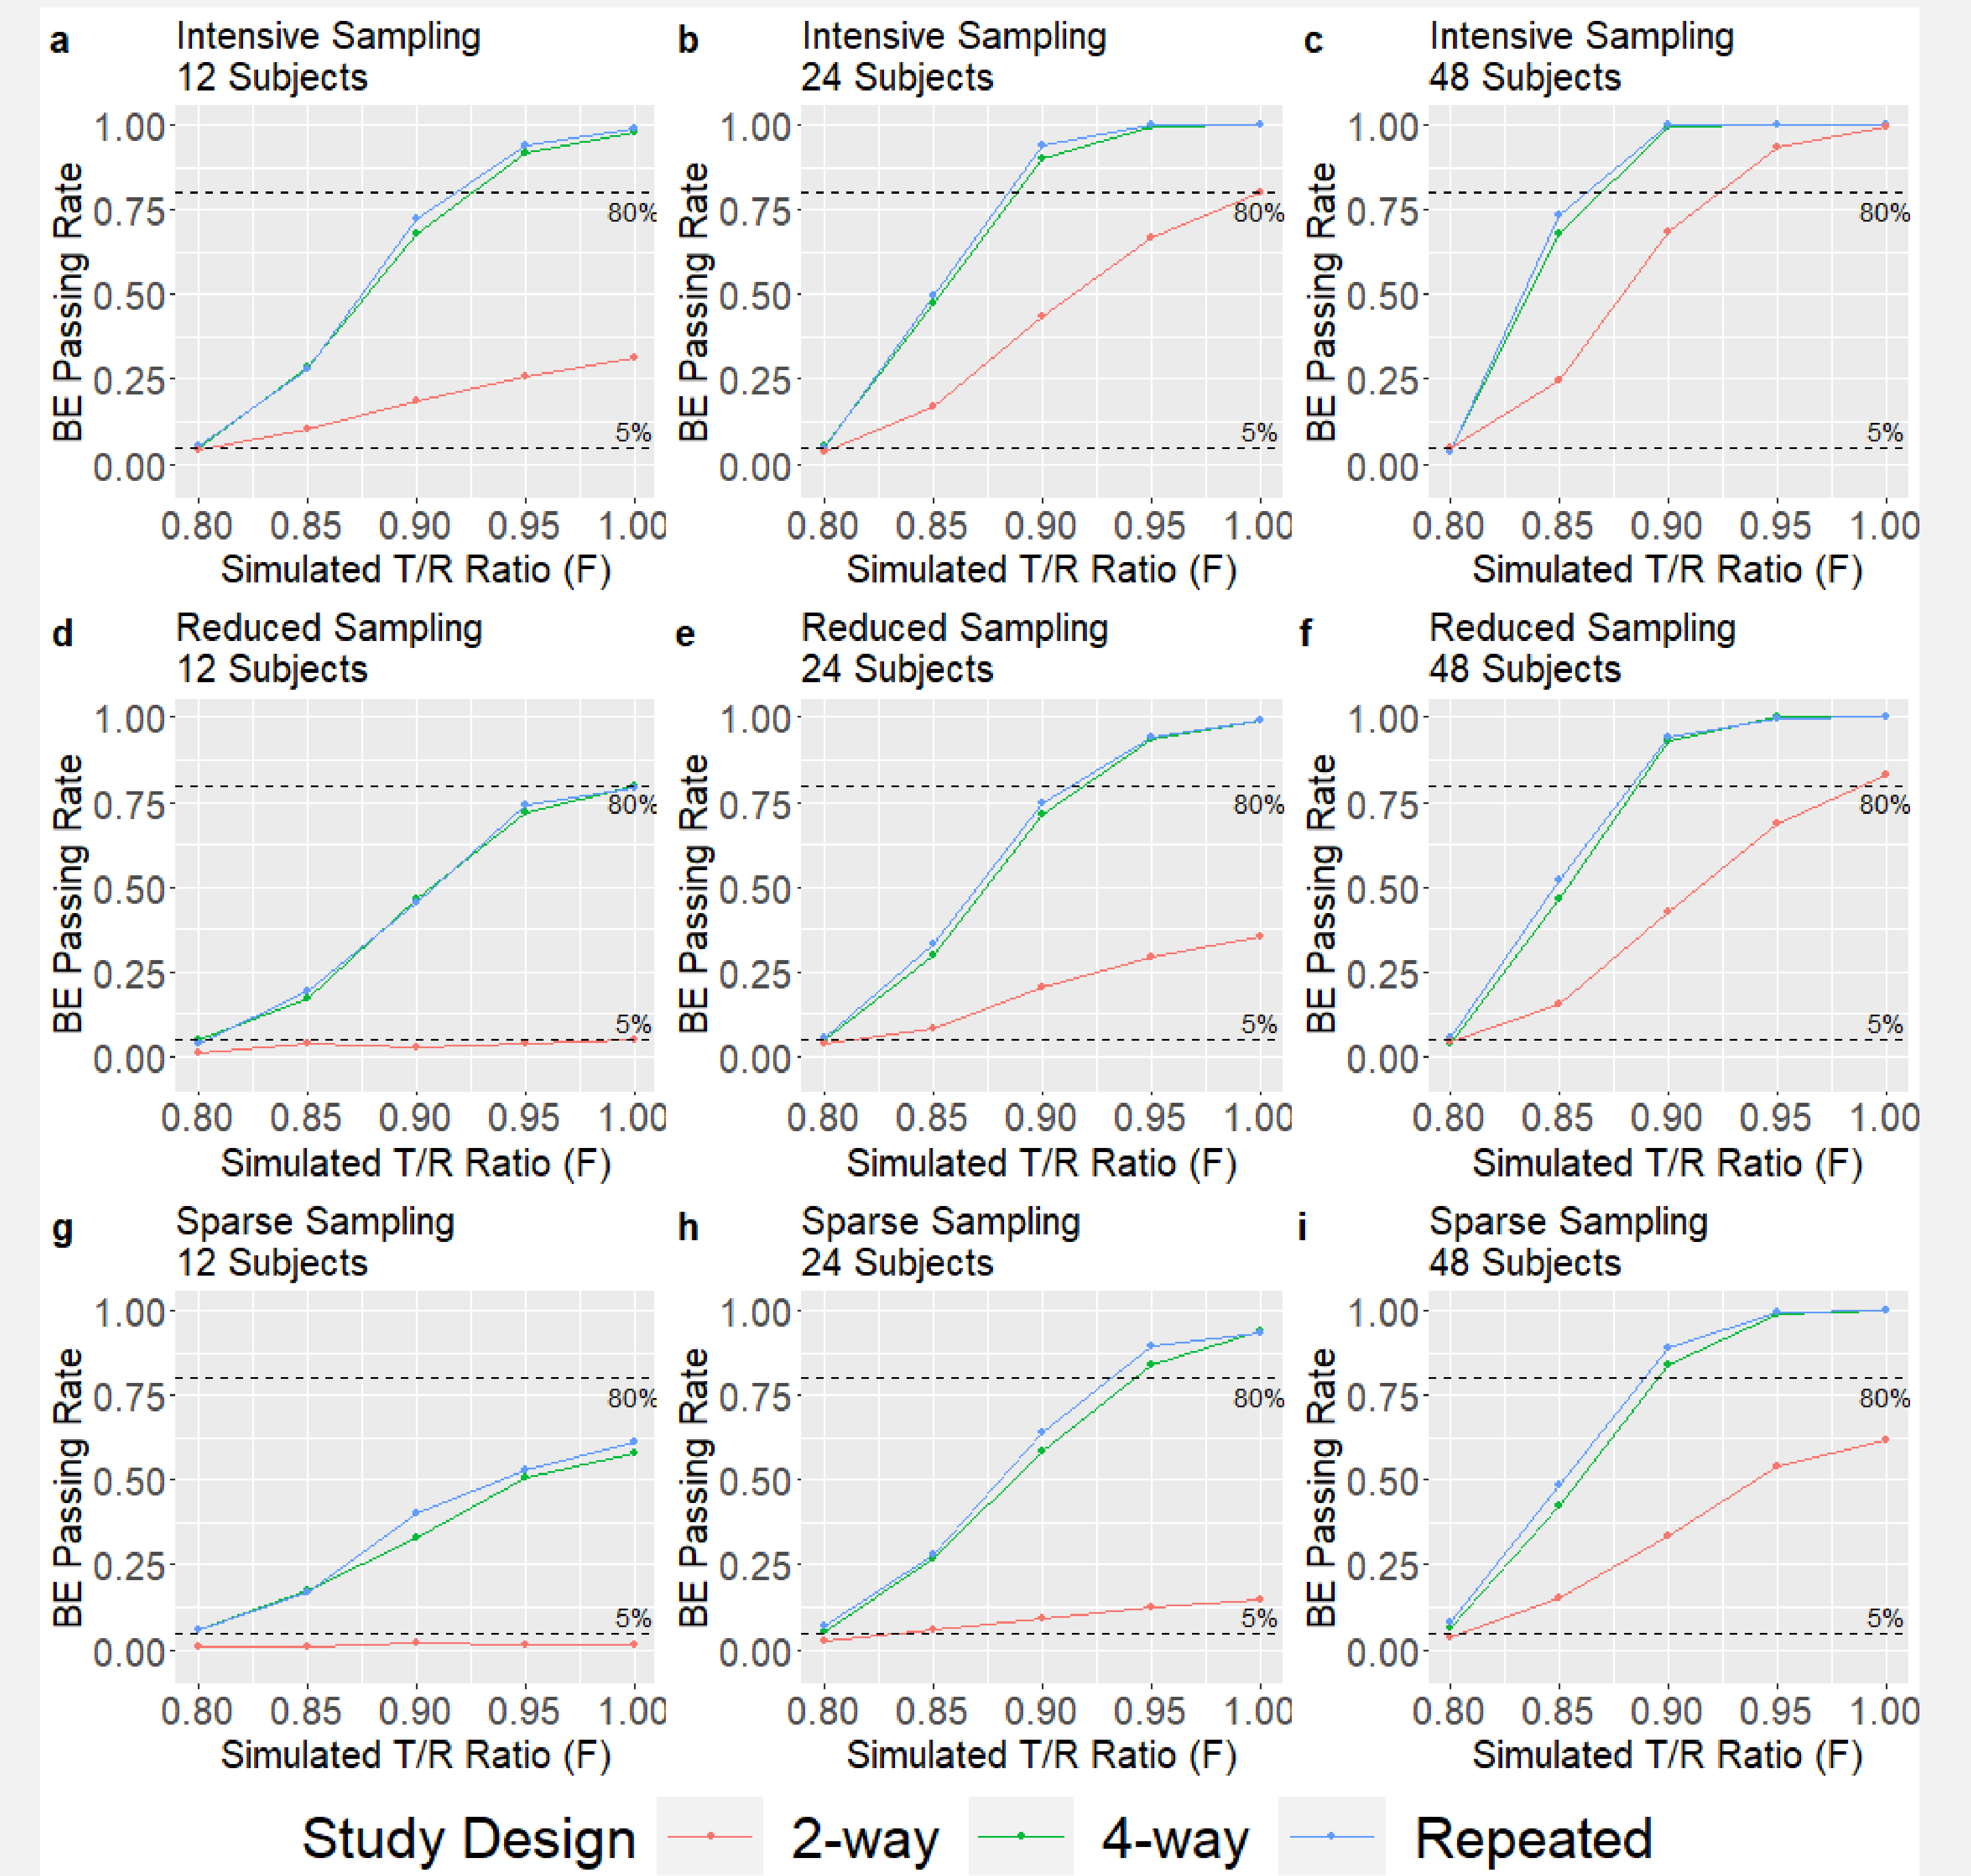 a
Intensive Sampling
12 Subjects
1.00
0.75
0.50
0.25
0.00
BE Passing Rate
80%
5%
0.80 0.85 0.90 0.95 1.00
Simulated T/R Ratio (F)
b
Intensive Sampling
24 Subjects
1.00
0.75
0.50
0.25
0.00
BE Passing Rate
80%
5%
0.80 0.85 0.90 0.95 1.00
Simulated T/R Ratio (F)
c
Intensive Sampling
48 Subjects
1.00
0.75
0.50
0.25
0.00
BE Passing Rate
80%
5%
0.80 0.85 0.90 0.95 1.00
Simulated T/R Ratio (F)
d
Reduced Sampling
12 Subjects
1.00
0.75
0.50
0.25
0.00
BE Passing Rate
80%
5%
0.80 0.85 0.90 0.95 1.00
Simulated T/R Ratio (F)
e
Reduced Sampling
24 Subjects
1.00
0.75
0.50
0.25
0.00
BE Passing Rate
80%
5%
0.80 0.85 0.90 0.95 1.00
Simulated T/R Ratio (F)
f
Reduced Sampling
48 Subjects
1.00
0.75
0.50
0.25
0.00
BE Passing Rate
80%
5%
0.80 0.85 0.90 0.95 1.00
Simulated T/R Ratio (F)
g
Sparse Sampling
12 Subjects
1.00
0.75
0.50
0.25
0.00
BE Passing Rate
80%
5%
0.80 0.85 0.90 0.95 1.00
Simulated T/R Ratio (F)
h
Sparse Sampling
24 Subjects
1.00
0.75
0.50
0.25
0.00
BE Passing Rate
80%
5%
0.80 0.85 0.90 0.95 1.00
Simulated T/R Ratio (F)
i
Sparse Sampling
48 Subjects
1.00
0.75
0.50
0.25
0.00
BE Passing Rate
80%
5%
0.80 0.85 0.90 0.95 1.00
Simulated T/R Ratio (F)
Study Design 2-way 4-way Repeated